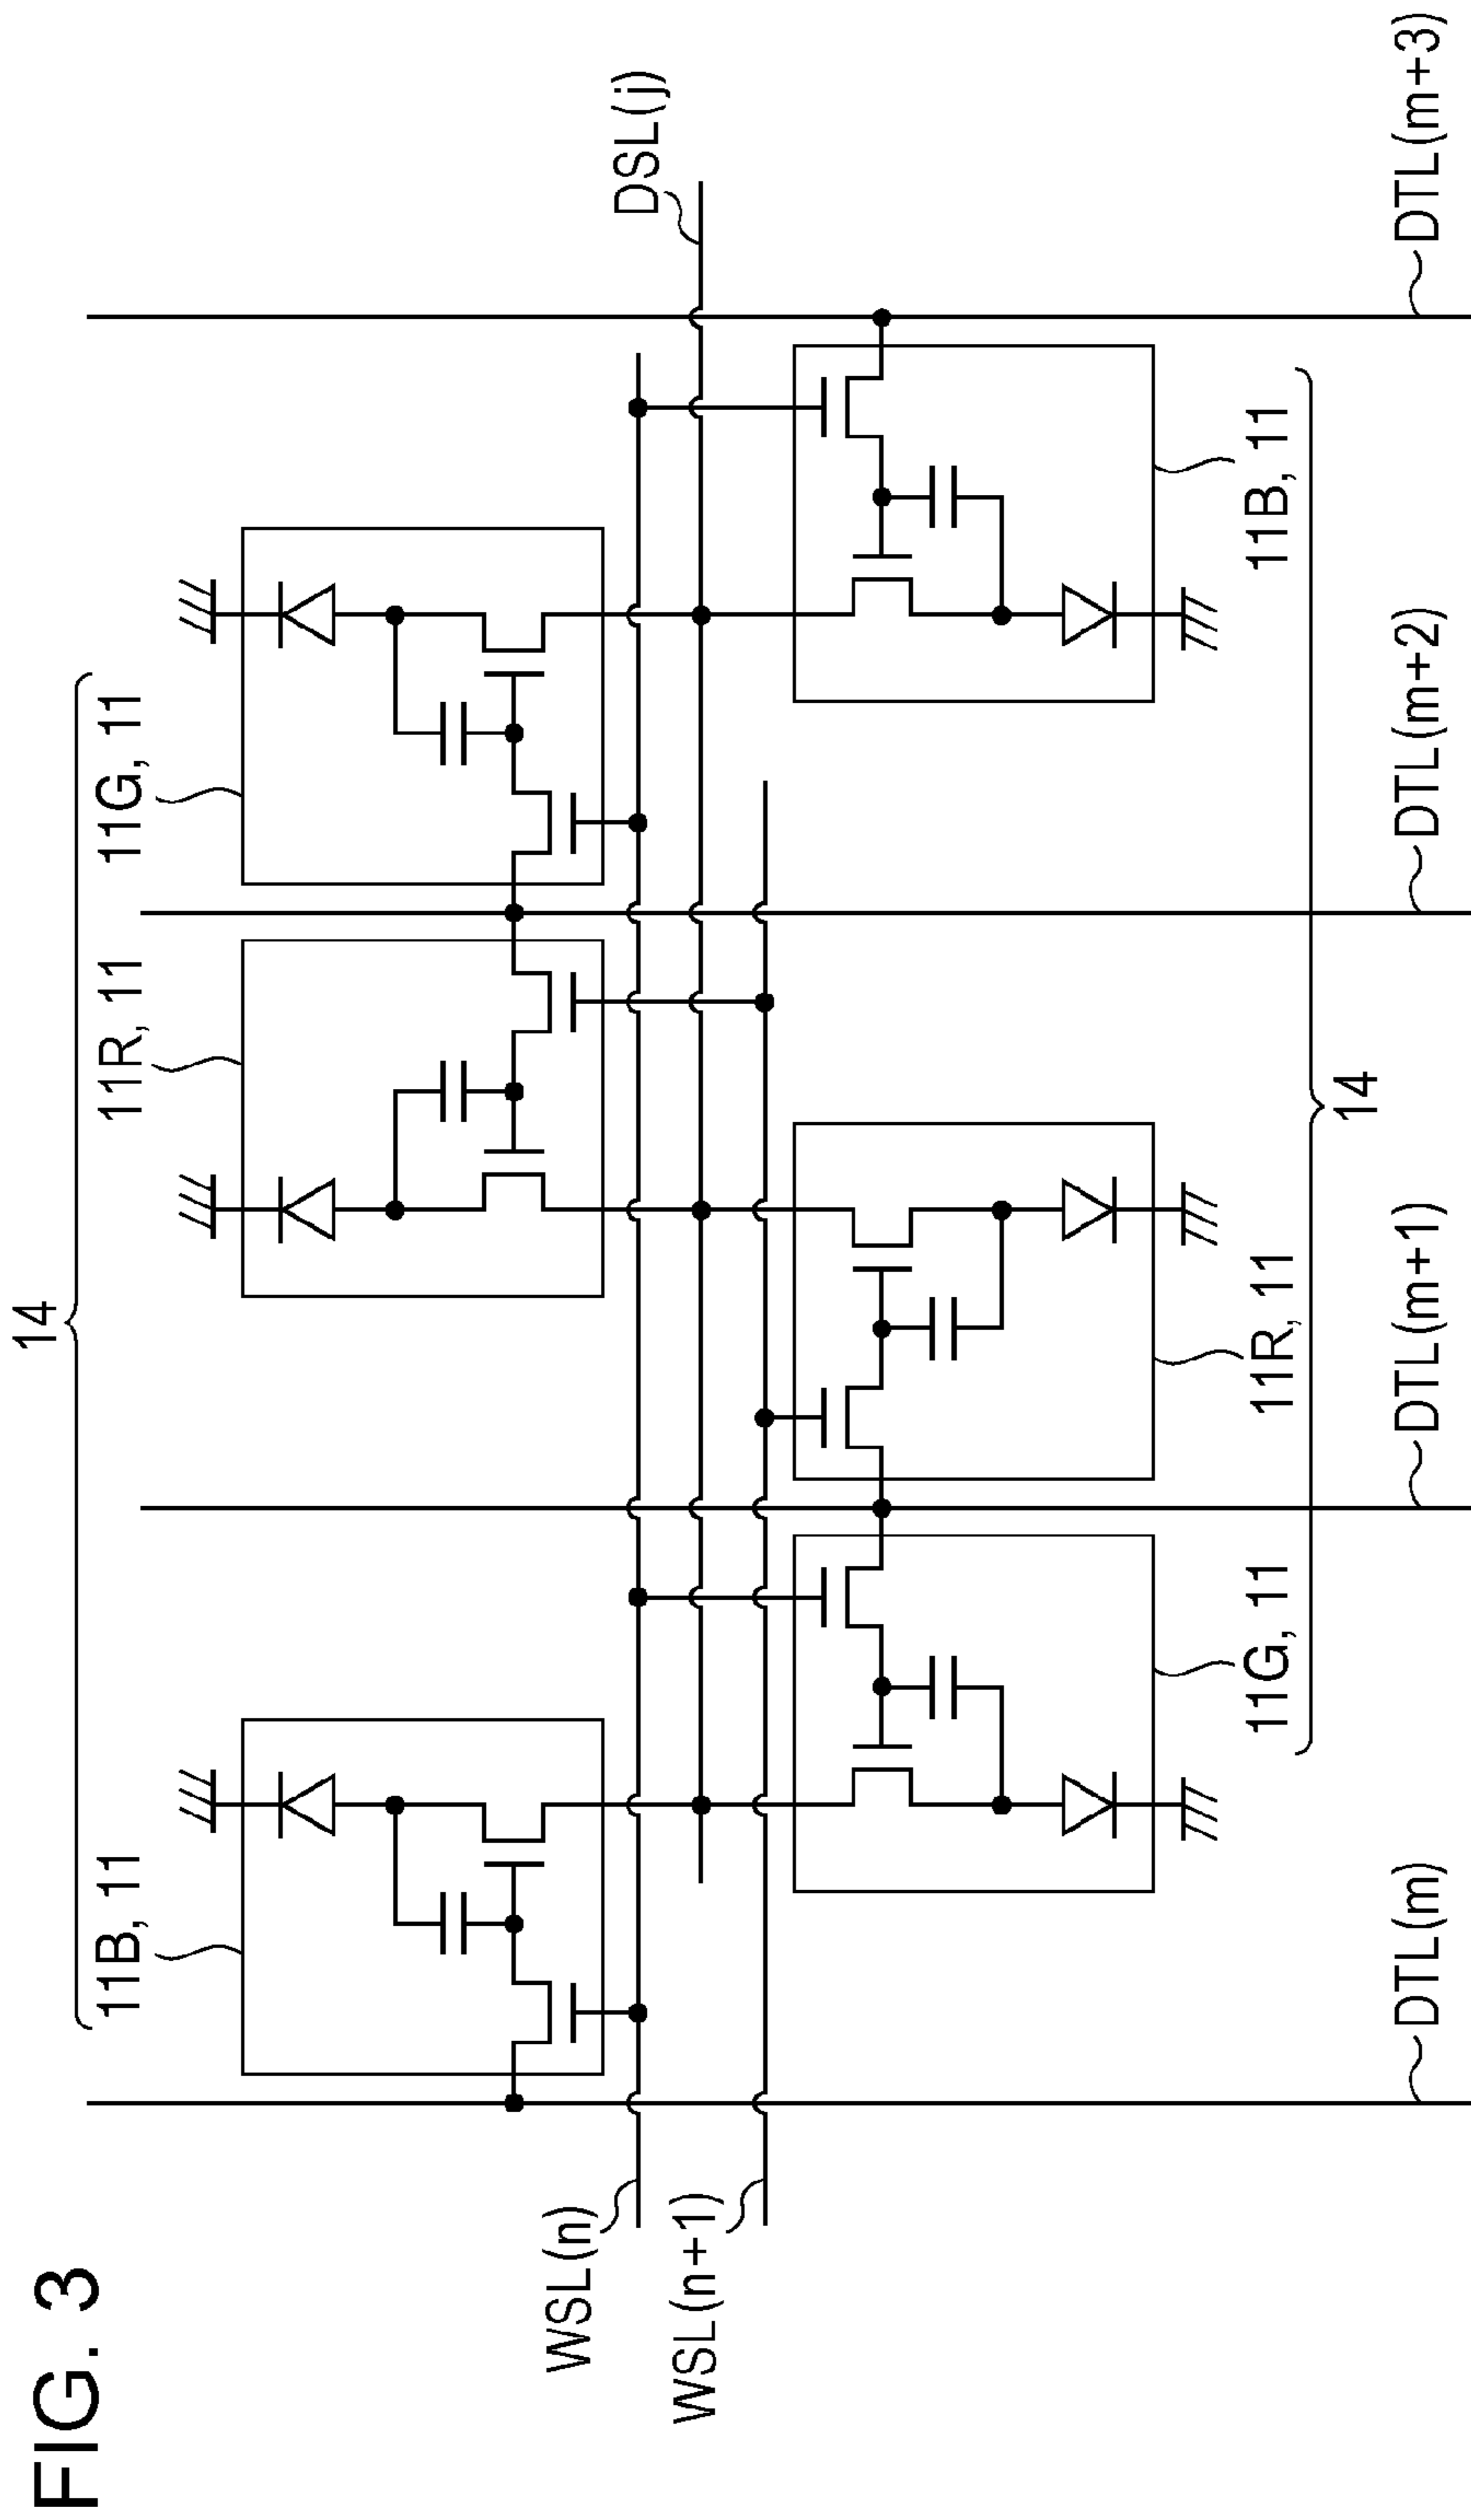 FIG. 3
14
11B, 11
11R, 11
11G, 11
WSL(n)
DSL(j)
WSL(n+1)
11G, 11
11R, 11
11B, 11
14
DTL(m)
DTL(m+1)
DTL(m+2)
DTL(m+3)